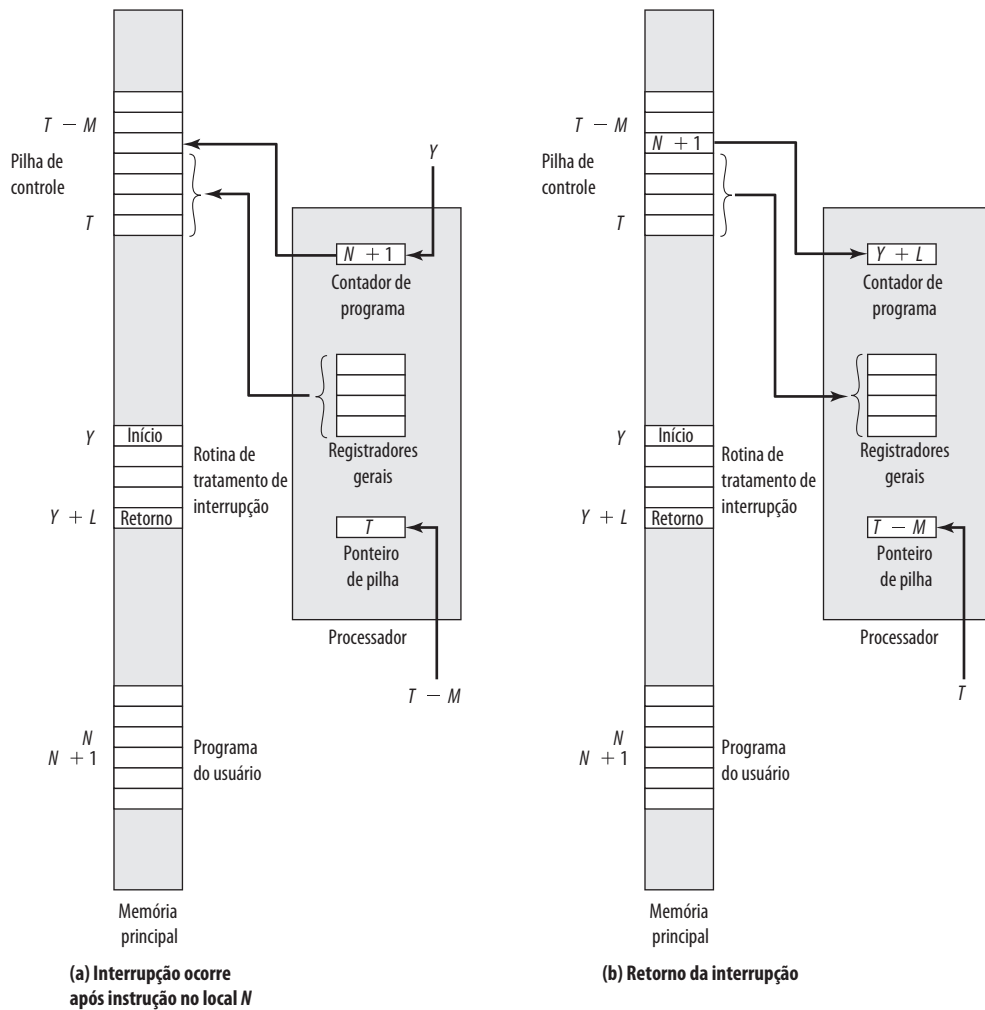 T − M
Pilha de
controle
T
Y
N + 1
Contador de
programa
Registradores
gerais
Y
Início
Rotina de
tratamento de
interrupção
Y + L
Retorno
T
Ponteiro
de pilha
Processador
T − M
N
N + 1
Programa
do usuário
Memória
principal
(a) Interrupção ocorre
após instrução no local N
T − M
N + 1
Pilha de
controle
T
Y + L
Contador de
programa
Registradores
gerais
Y
Início
Rotina de
tratamento de
interrupção
Y + L
Retorno
T − M
Ponteiro
de pilha
Processador
T
N
N + 1
Programa
do usuário
Memória
principal
(b) Retorno da interrupção